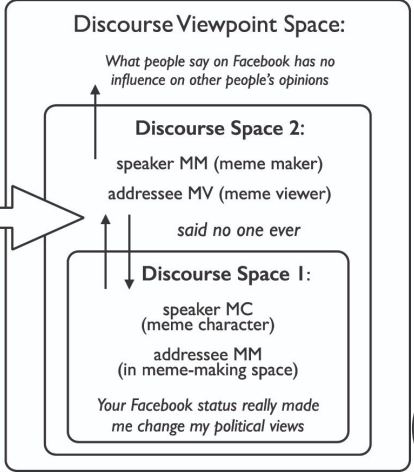 Discourse Viewpoint Space:
What people say on Facebook has no
influence on other people's opinions
Discourse Space 2:
speaker MM (meme maker)
addressee MV (meme viewer)
said no one ever
Discourse Space 1:
speaker MC
(meme character)
addressee MM
(in meme-making space)
Your Facebook status really made
me change my political views